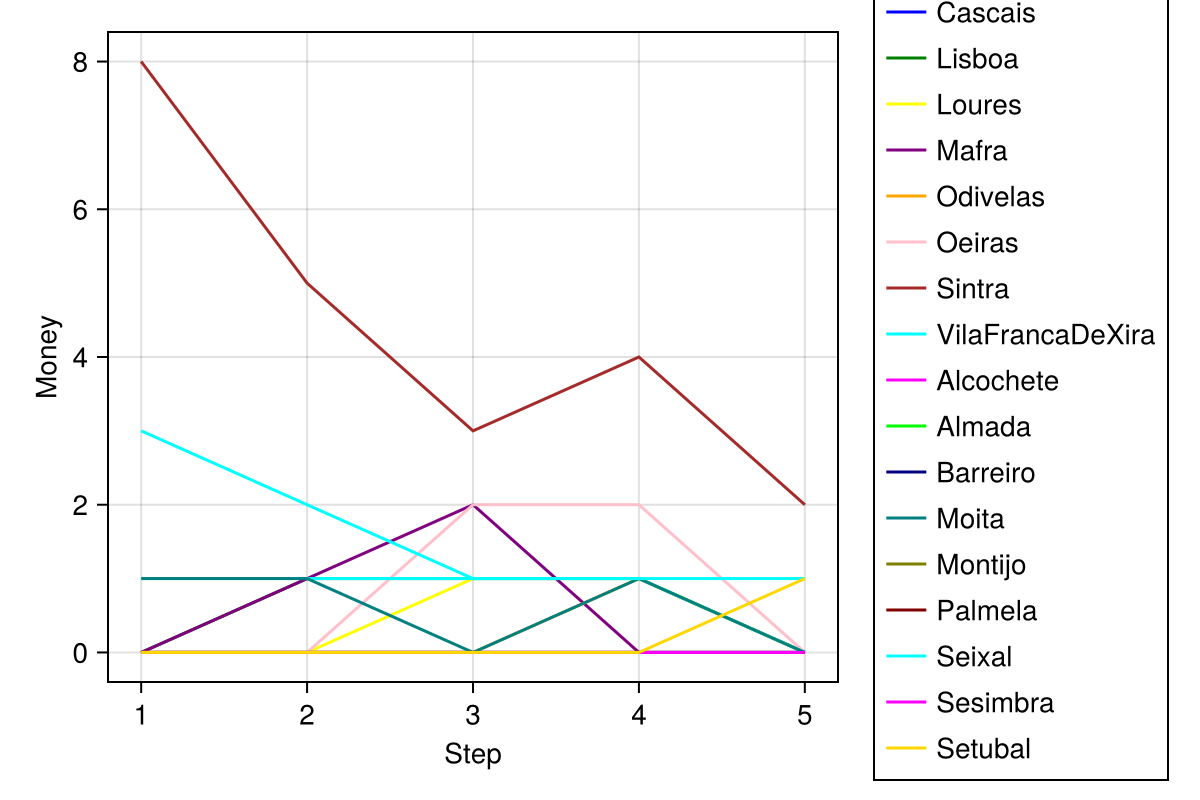 Money
8
6
4
2
0
1 2 3 4 5
Step
Cascais
Lisboa
Loures
Mafra
Odivelas
Oeiras
Sintra
VilaFrancaDeXira
Alcochete
Almada
Barreiro
Moita
Montijo
Palmela
Seixal
Sesimbra
Setubal